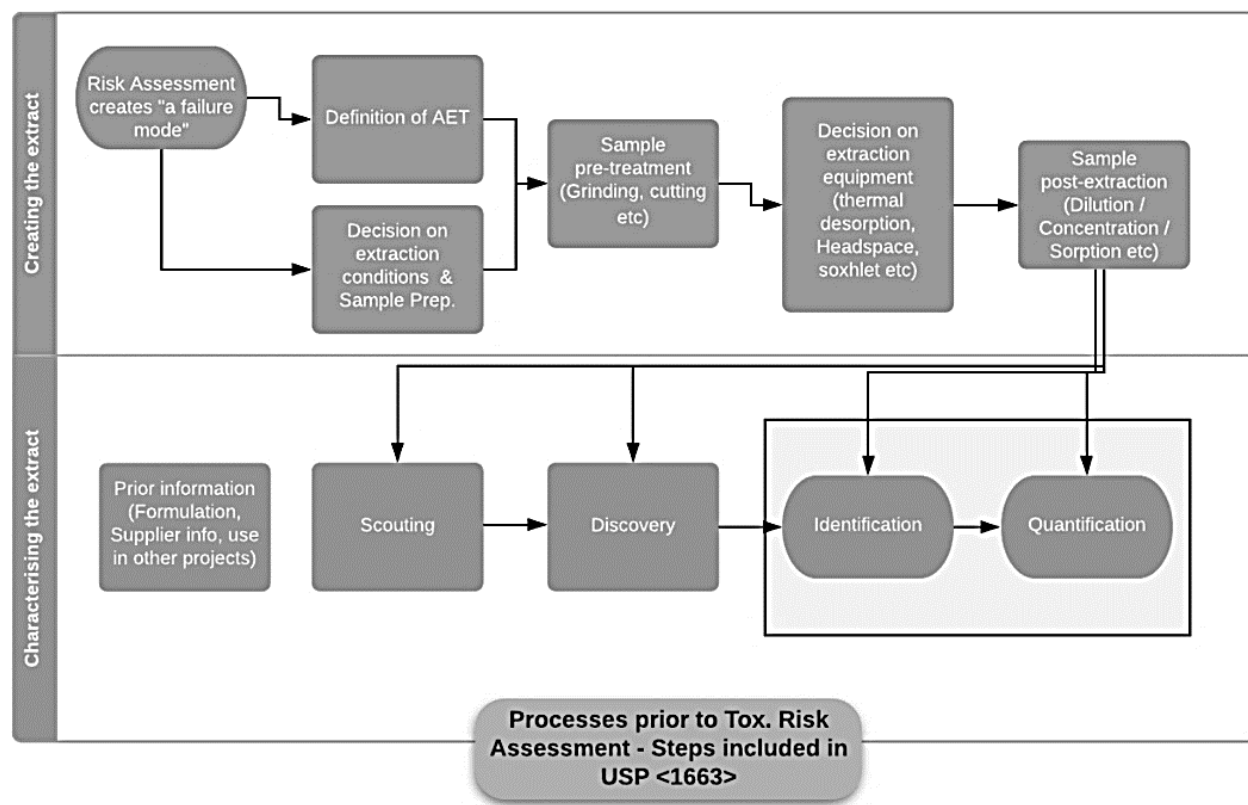 Creating the extract
Risk Assessment
creates "a failure
mode"
Definition of AET
Decision on
extraction
conditions & 
Sample Prep.
Sample
pre-treatment
(Grinding, cutting
etc)
Decision on
extraction
equipment
(thermal
desorption,
Headspace,
soxhlet etc)
Sample
post-extraction
(Dilution /
Concentration /
Sorption etc)
Characterising the extract
Prior information
(Formulation,
Supplier info, use
in other projects)
Scouting
Discovery
Identification
Quantification
Processes prior to Tox. Risk
Assessment - Steps included in
USP <1663>